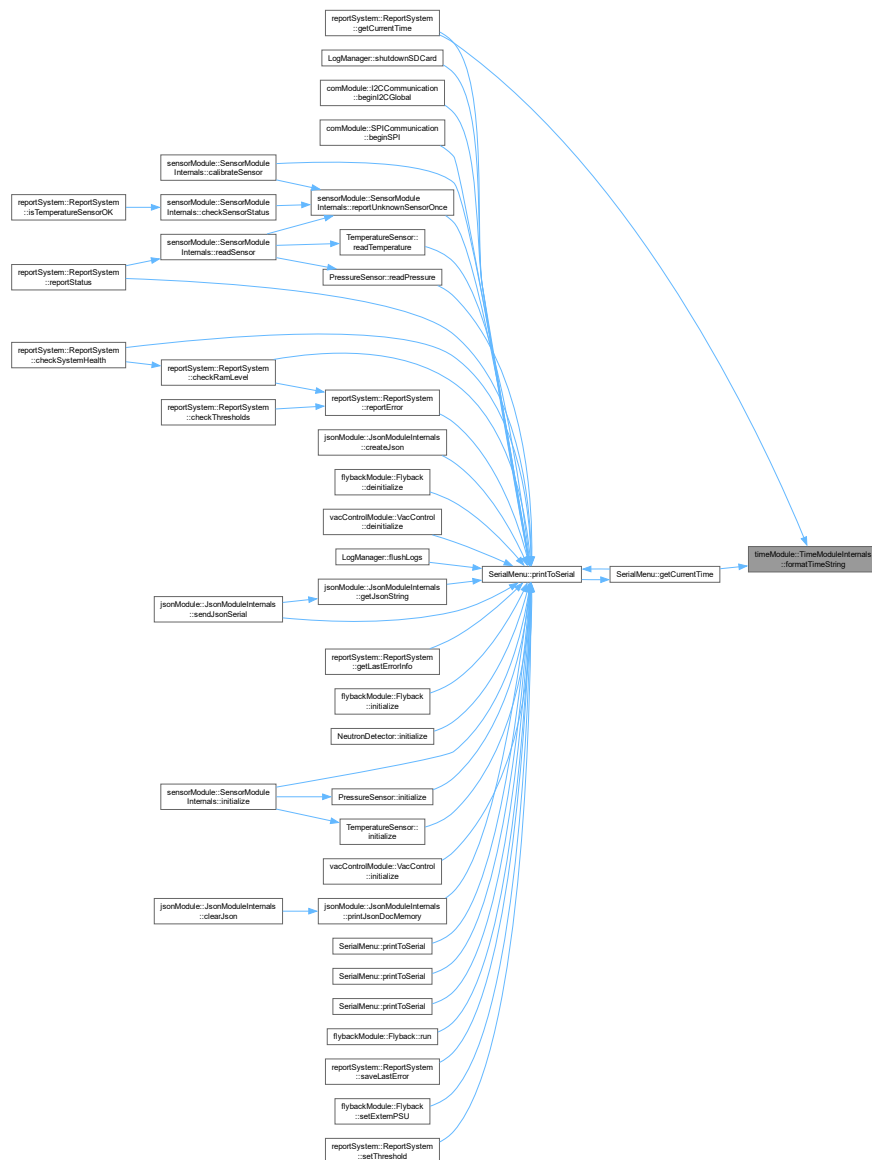 reportSystem::ReportSystem
::getCurrentTime
LogManager::shutdownSDCard
comModule::I2CCommunication
::beginI2CGlobal
comModule::SPICommunication
::beginSPI
sensorModule::SensorModule
Internals::calibrateSensor
reportSystem::ReportSystem
::isTemperatureSensorOK
sensorModule::SensorModule
Internals::checkSensorStatus
sensorModule::SensorModule
Internals::reportUnknownSensorOnce
sensorModule::SensorModule
Internals::readSensor
TemperatureSensor::
readTemperature
reportSystem::ReportSystem
::reportStatus
PressureSensor::readPressure
reportSystem::ReportSystem
::checkSystemHealth
reportSystem::ReportSystem
::checkRamLevel
reportSystem::ReportSystem
::checkThresholds
reportSystem::ReportSystem
::reportError
jsonModule::JsonModuleInternals
::createJson
flybackModule::Flyback
::deinitialize
vacControlModule::VacControl
::deinitialize
LogManager::flushLogs
SerialMenu::printToSerial
SerialMenu::getCurrentTime
timeModule::TimeModuleInternals
::formatTimeString
jsonModule::JsonModuleInternals
::getJsonString
jsonModule::JsonModuleInternals
::sendJsonSerial
reportSystem::ReportSystem
::getLastErrorInfo
flybackModule::Flyback
::initialize
NeutronDetector::initialize
sensorModule::SensorModule
Internals::initialize
PressureSensor::initialize
TemperatureSensor::
initialize
vacControlModule::VacControl
::initialize
jsonModule::JsonModuleInternals
::clearJson
jsonModule::JsonModuleInternals
::printJsonDocMemory
SerialMenu::printToSerial
SerialMenu::printToSerial
SerialMenu::printToSerial
flybackModule::Flyback::run
reportSystem::ReportSystem
::saveLastError
flybackModule::Flyback
::setExternPSU
reportSystem::ReportSystem
::setThreshold